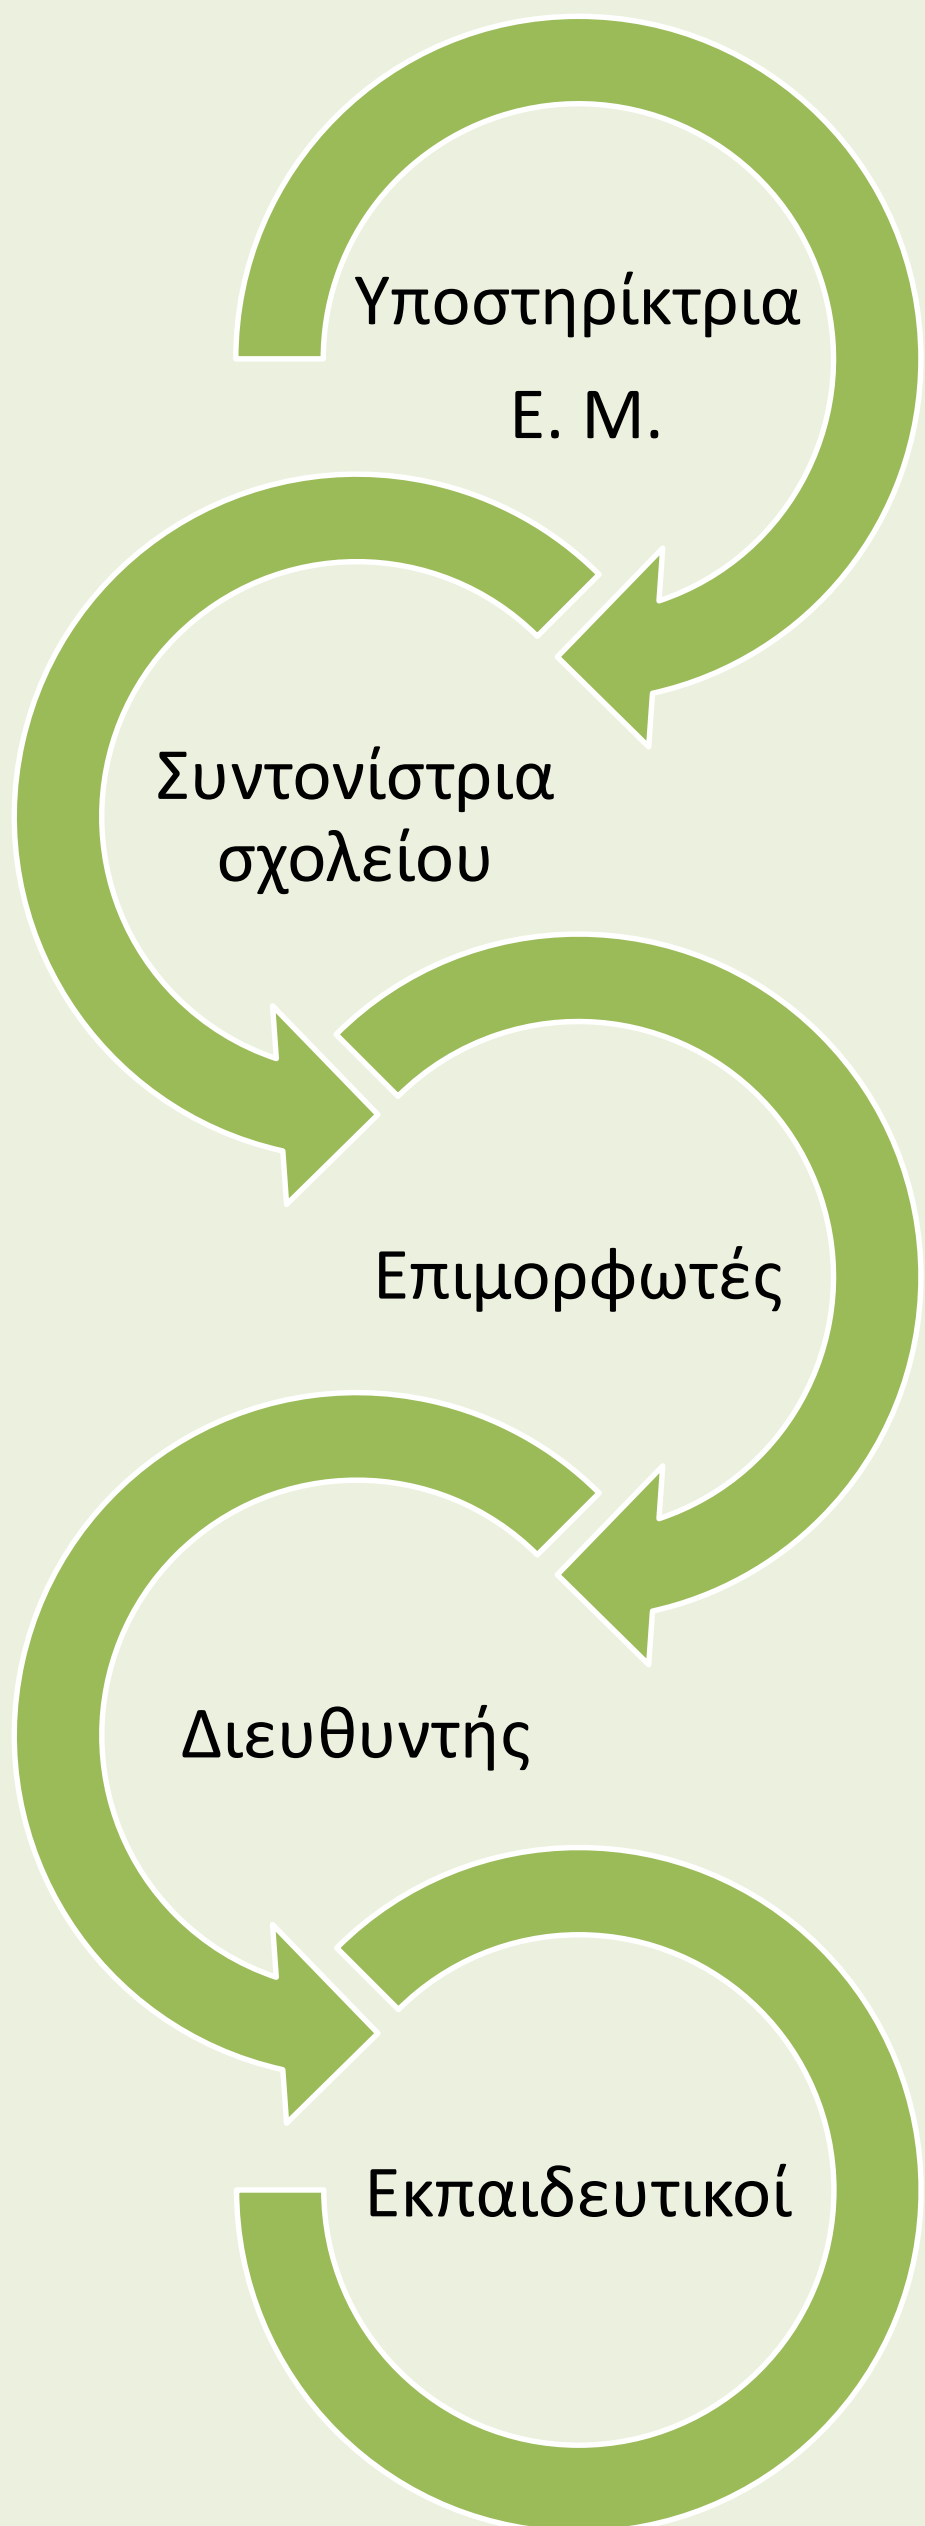 Υποστηρίκτρια
Ε. Μ.
Συντονίστρια
σχολείου
Επιμορφωτές
Διευθυντής
Εκπαιδευτικοί